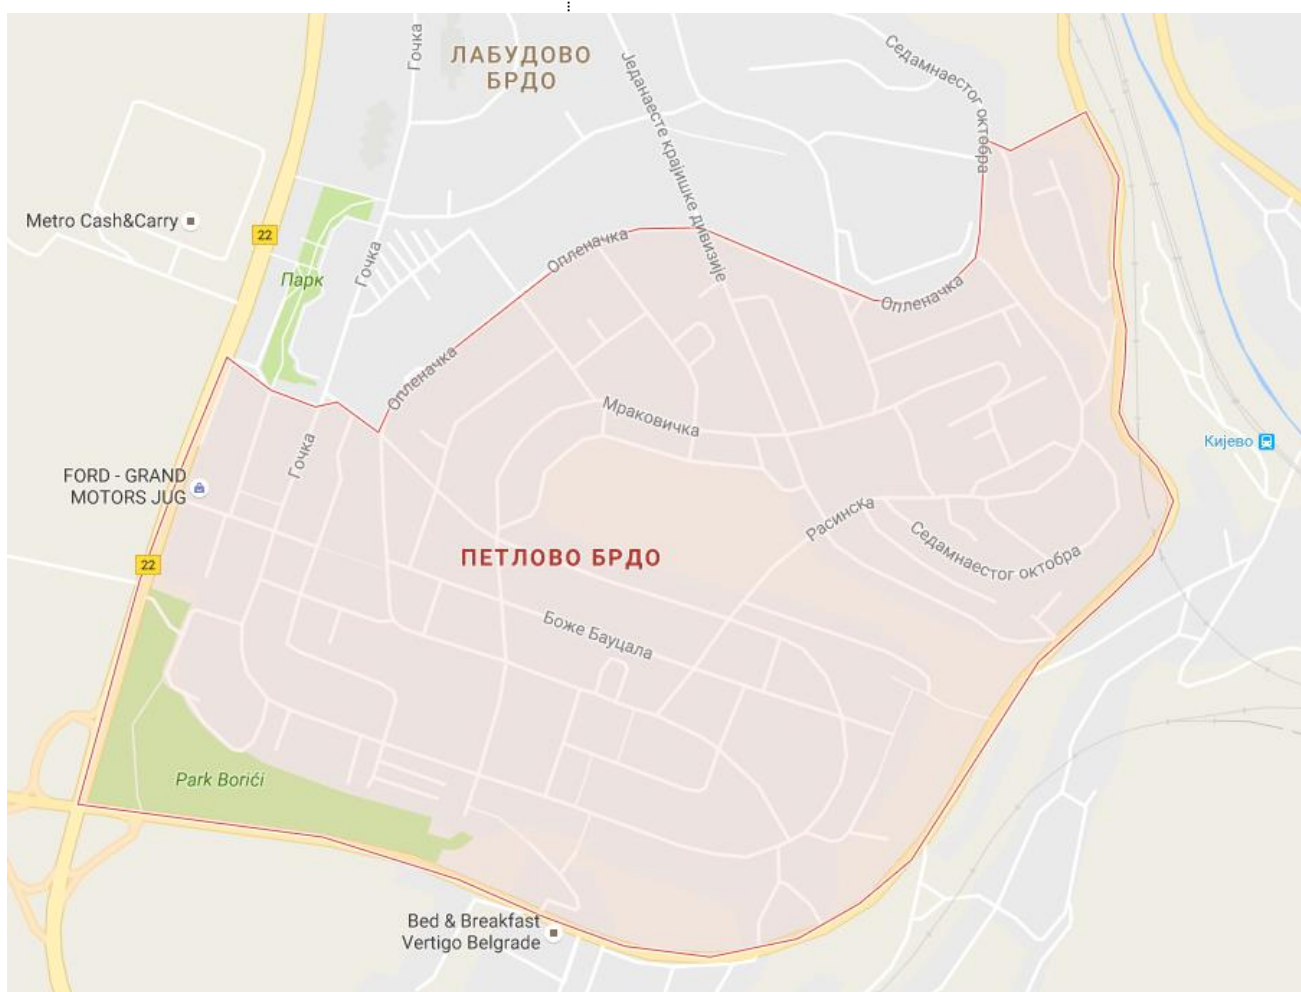 Гочка
ЛАБУДОВО
БРДО
Једанаесте крајишке дивизије
Седамнаестог октобра
Metro Cash&Carry
22
Парк
Гочка
Опленачка
Опленачка
Опленачка
Мраковичка
Гочка
Кијево
FORD - GRAND
MOTORS JUG
Расинска
Седамнаестог октобра
22
ПЕТЛОВО БРДО
Боже Бауцала
Park Borići
Bed & Breakfast
Vertigo Belgrade